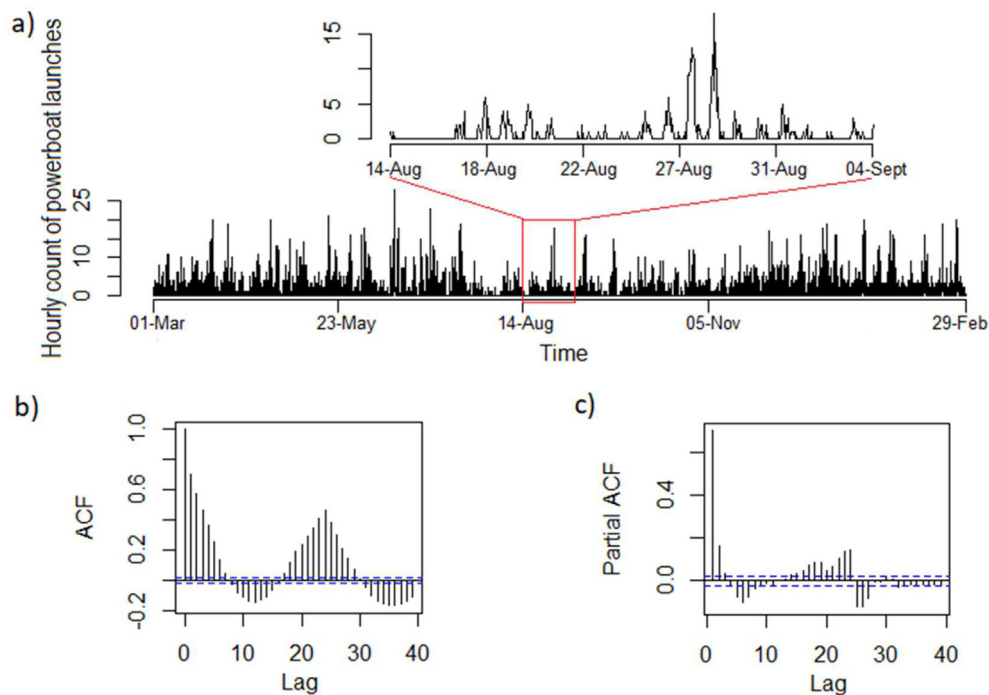 a)
Hourly count of powerboat launches
15
5
0
14-Aug 18-Aug 22-Aug 27-Aug 31-Aug 04-Sept
25
10
0
01-Mar 23-May 14-Aug 05-Nov 29-Feb
Time
b)
ACF
1.0
0.6
0.2
-0.2
0 10 20 30 40
Lag
c)
Partial ACF
0.4
0.0
0 10 20 30 40
Lag